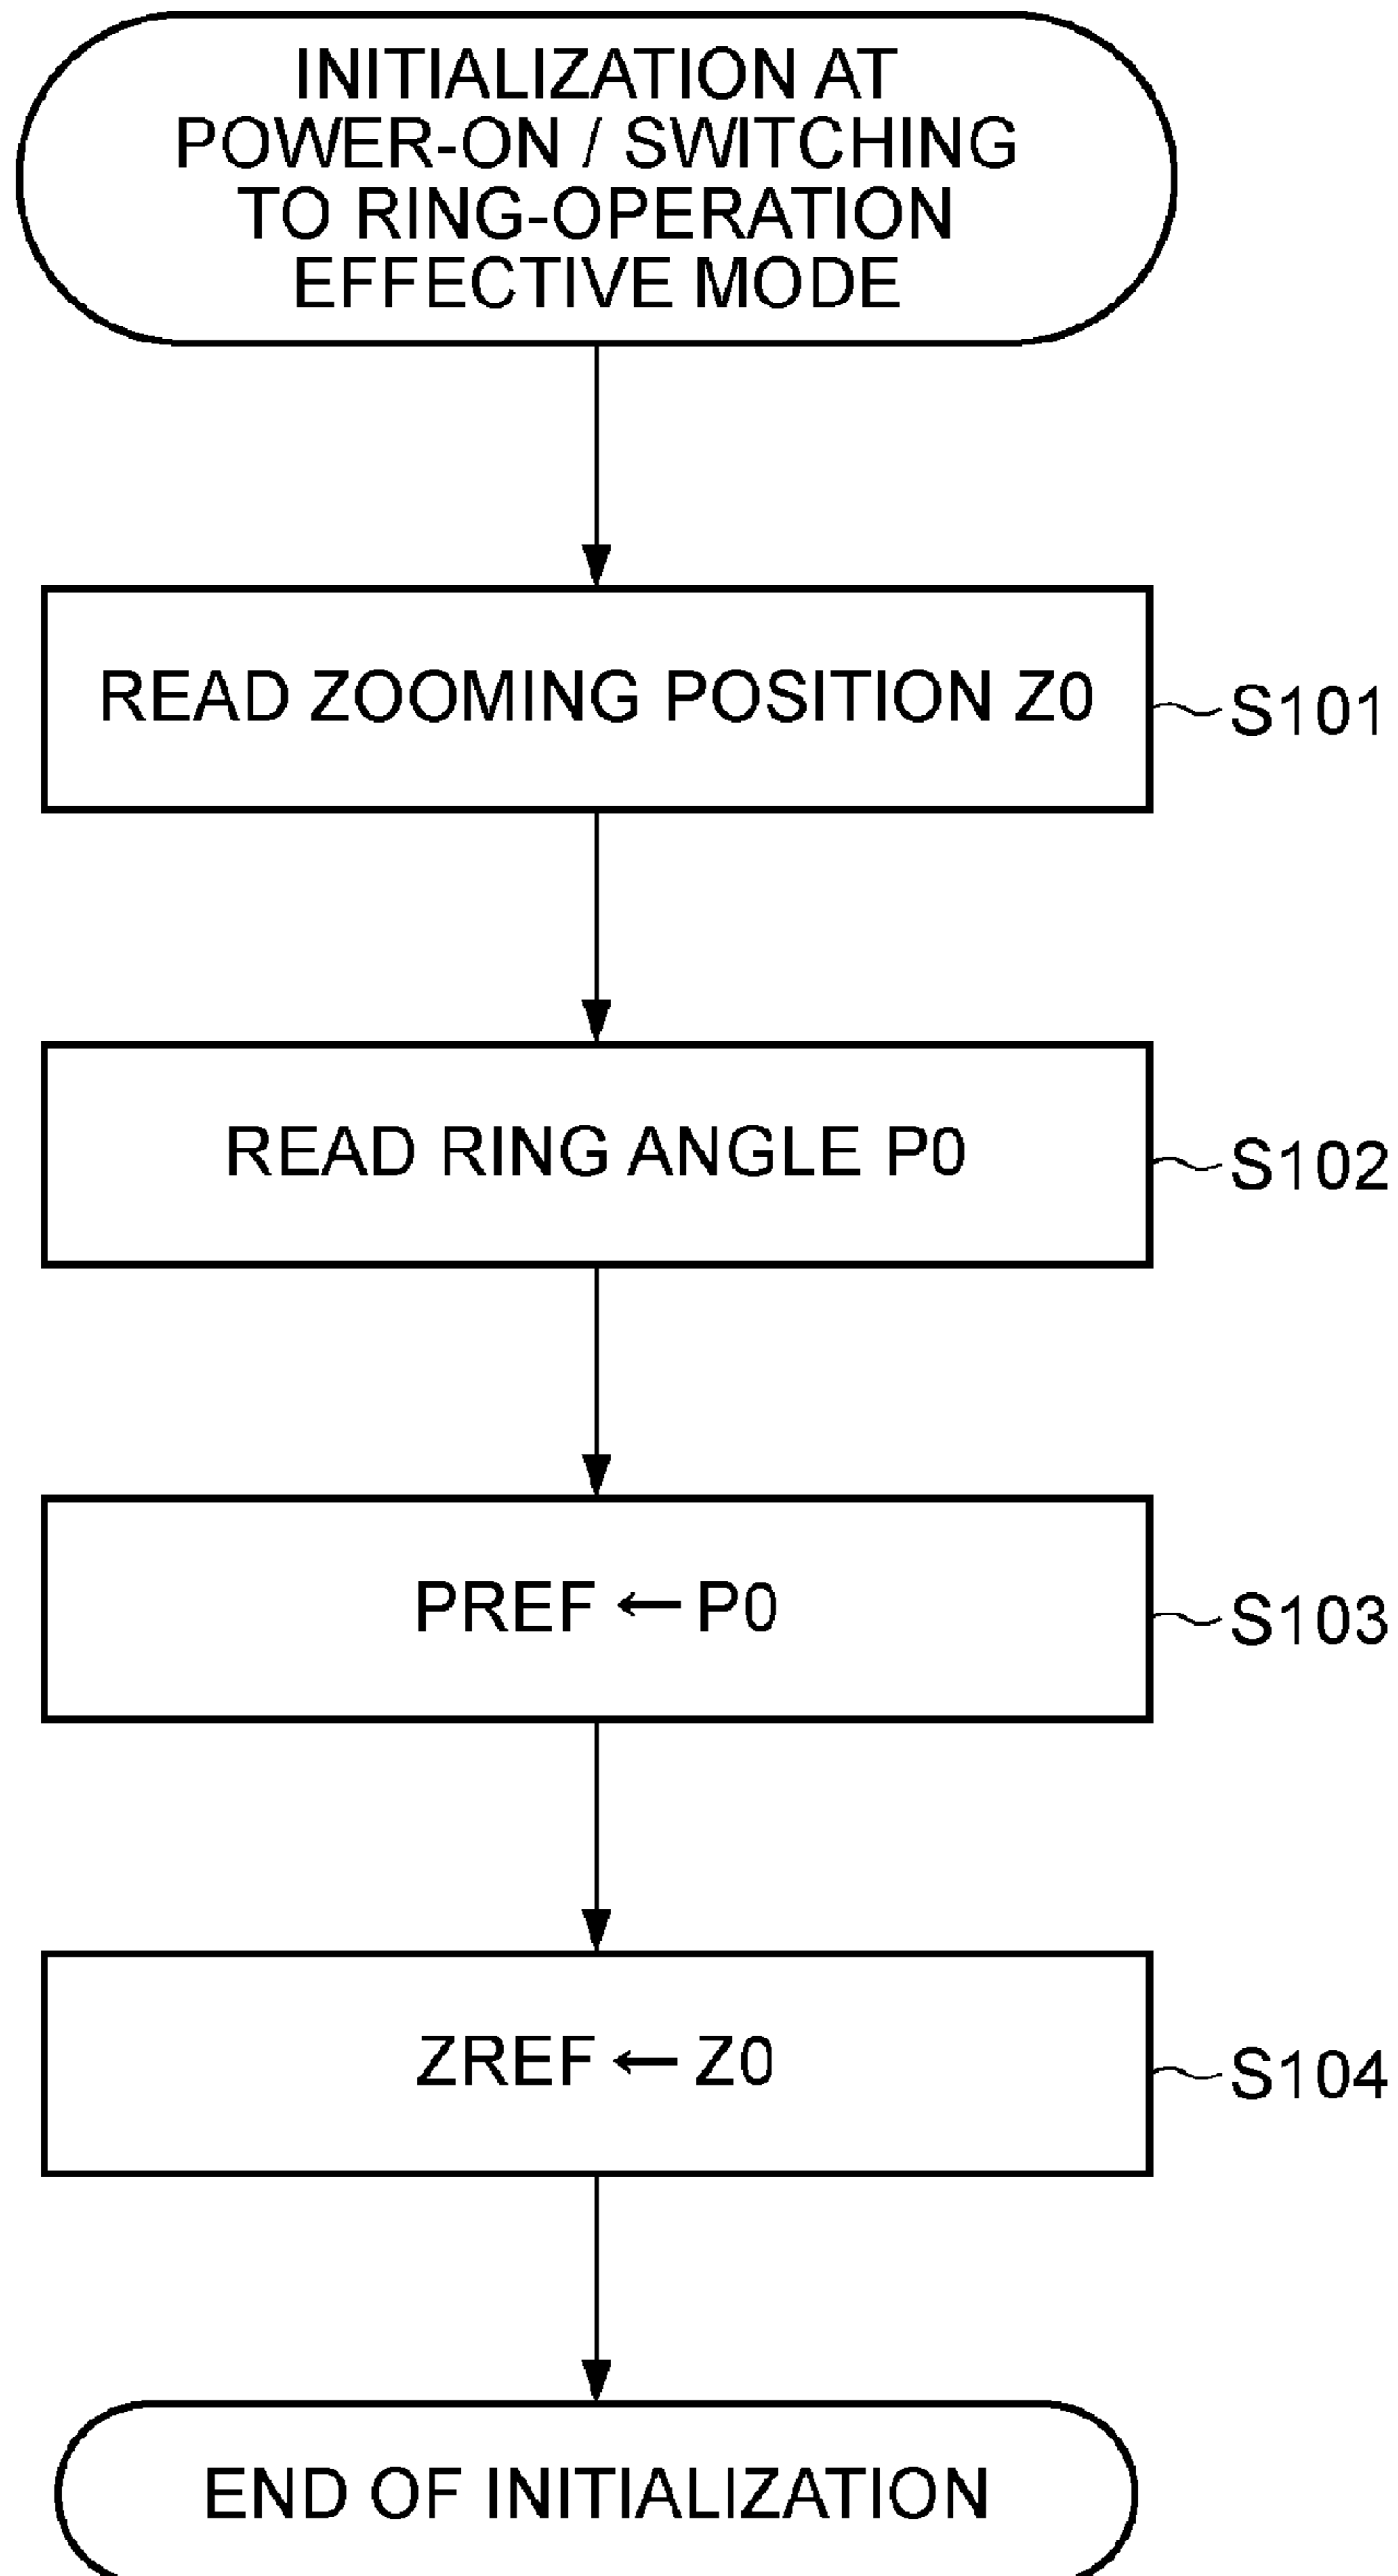 INITIALIZATION AT
POWER-ON / SWITCHING
TO RING-OPERATION
EFFECTIVE MODE
READ ZOOMING POSITION Z0
S101
READ RING ANGLE P0
S102
PREF ← P0
S103
ZREF ← Z0
S104
END OF INITIALIZATION